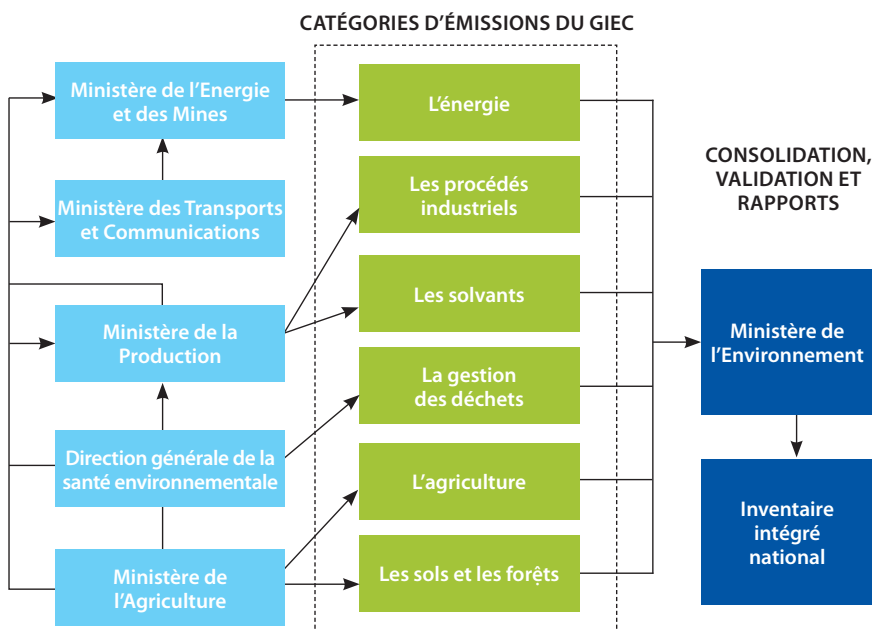 CATÉGORIES D'ÉMISSIONS DU GIEC
Ministère de l'Energie
et des Mines
Ministère des Transports
et Communications
Ministère de la
Production
Direction générale de la
santé environnementale
Ministère de
l'Agriculture
L'énergie
Les procédés
industriels
Les solvants
La gestion
des déchets
L'agriculture
Les sols et les forêts
CONSOLIDATION,
VALIDATION ET
RAPPORTS
Ministère de
l'Environnement
Inventaire
intégré
national